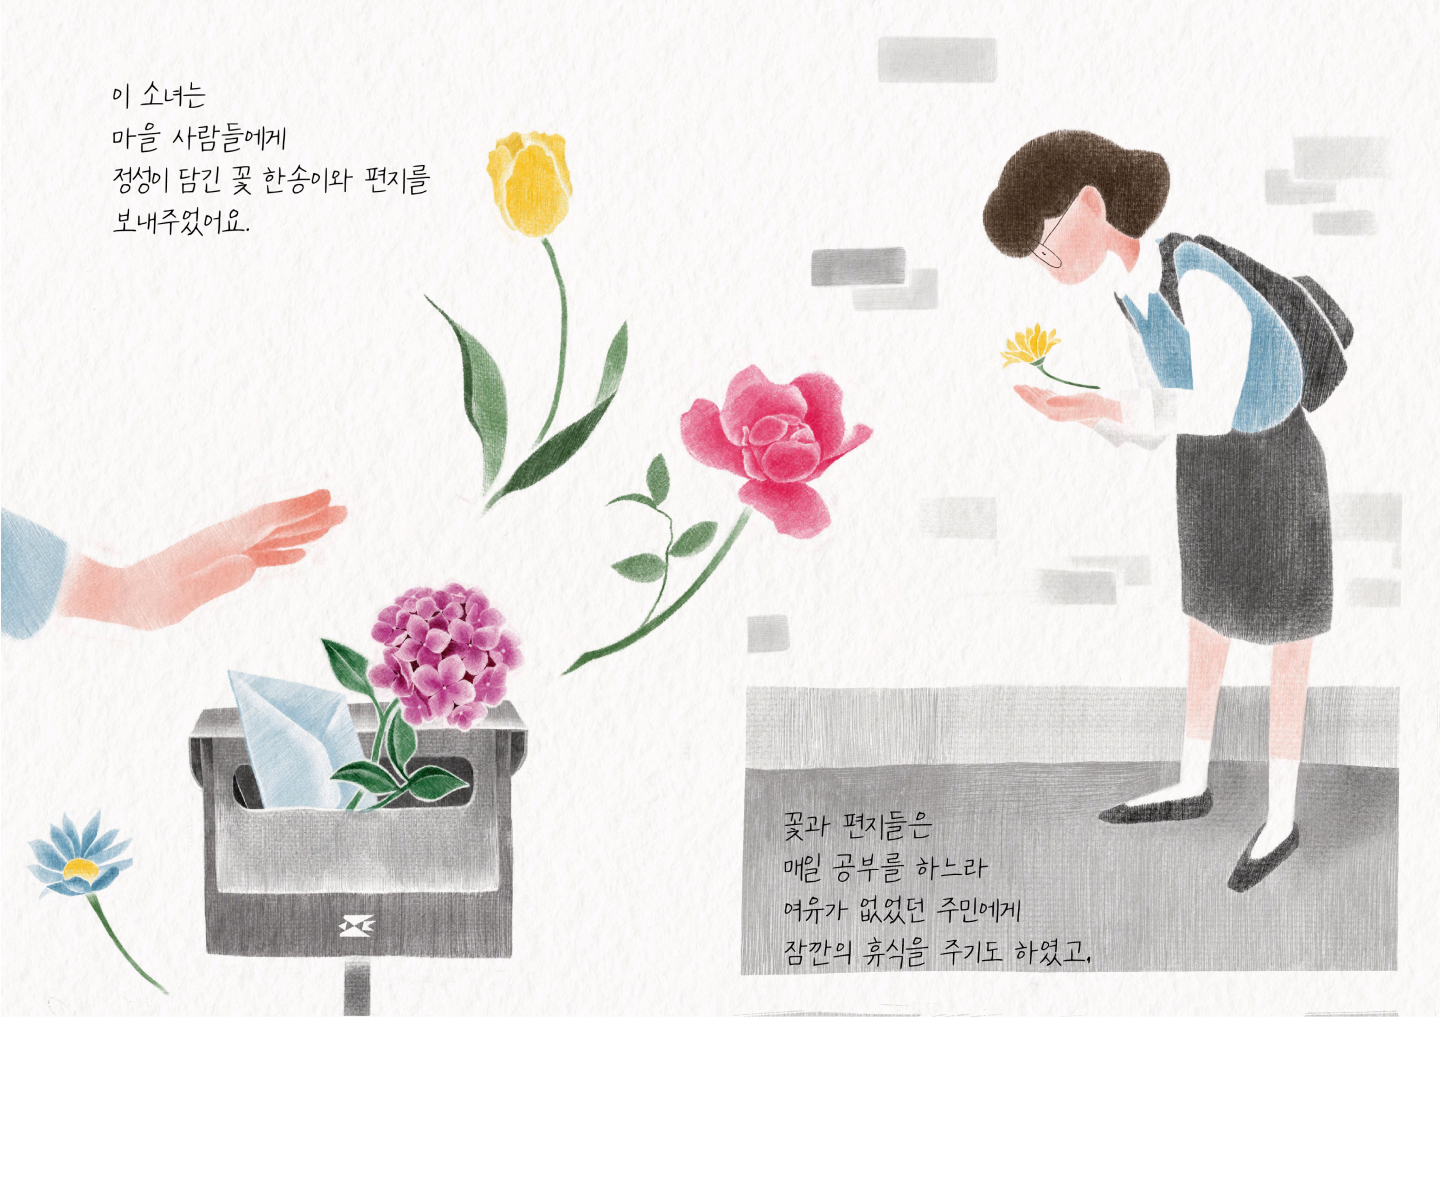 이 소녀는
마을 사람들에게
정성이 담긴 꽃 한송이와 편지를
보내주었어요.
꽃과 편지들은
매일 공부를 하느라
여유가 없었던 주민에게
잠깐의 휴식을 주기도 하였고,